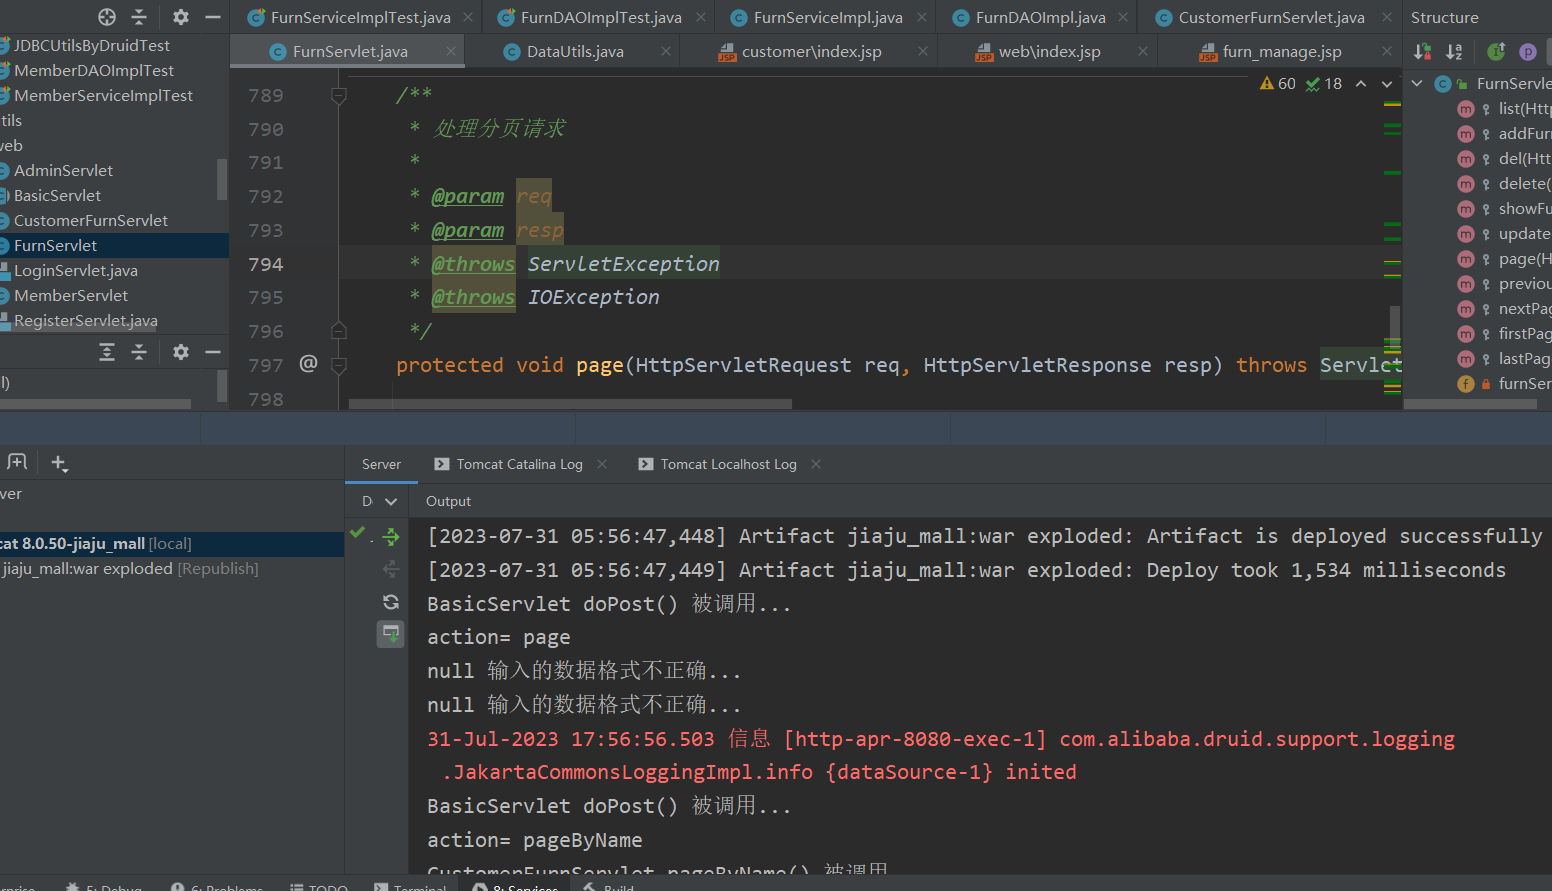 FurnServiceImplTest.java
FurnDAOImplTest.java
FurnServiceImpl.java
FurnDAOImpl.java
CustomerFurnServlet.java
Structure
FurnServlet.java
DataUtils.java
customer\index.jsp
web\index.jsp
furn_manage.jsp
JDBCUtilsByDruidTest
MemberDAOImplTest
MemberServiceImplTest
tils
veb
AdminServlet
BasicServlet
CustomerFurnServlet
FurnServlet
LoginServlet.java
MemberServlet
RegisterServlet.java
l)
60 18
789 /**
790 * 处理分页请求
791 *
792 * @param req
793 * @param resp
794 * @throws ServletException
795 * @throws IOException
796 */
797 @ protected void page(HttpServletRequest req, HttpServletResponse resp) throws Servlet
798
FurnServle
list(Htt
addFurn
del(Htt
delete(
showFu
update
page(H
previou
nextPag
firstPag
lastPage
furnSer
ver
cat 8.0.50-jiaju_mall [local]
jiaju_mall:war exploded [Republish]
Server
Tomcat Catalina Log
Tomcat Localhost Log
D
Output
[2023-07-31 05:56:47,448] Artifact jiaju_mall:war exploded: Artifact is deployed successfully
[2023-07-31 05:56:47,449] Artifact jiaju_mall:war exploded: Deploy took 1,534 milliseconds
BasicServlet doPost() 被调用...
action= page
null 输入的数据格式不正确...
null 输入的数据格式不正确...
31-Jul-2023 17:56:56.503 信息 [http-apr-8080-exec-1] com.alibaba.druid.support.logging
.JakartaCommonsLoggingImpl.info {dataSource-1} inited
BasicServlet doPost() 被调用...
action= pageByName
CustomerFurnServlet pageByName() 被调用
erprise
5: Debug
6: Problems
TODO
Terminal
8: Services
Build